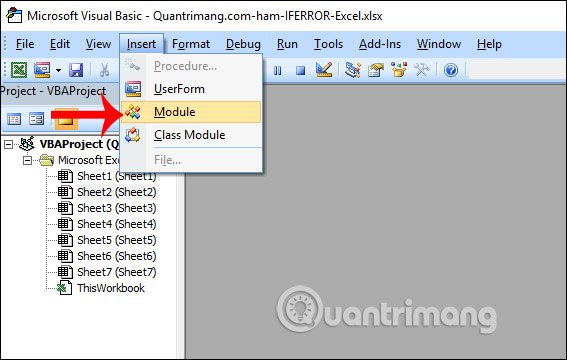 Microsoft Visual Basic - Quantrimang.com-ham-IFERROR-Excel.xlsx
File Edit View Insert Format Debug Run Tools Add-Ins Window Help
Project - VBAProject
Procedure...
UserForm
Module
Class Module
File...
VBAProject (Q
Microsoft Exc
Sheet1 (Sheet1)
Sheet2 (Sheet2)
Sheet3 (Sheet3)
Sheet4 (Sheet4)
Sheet5 (Sheet5)
Sheet6 (Sheet6)
Sheet7 (Sheet7)
ThisWorkbook
Quantrimang